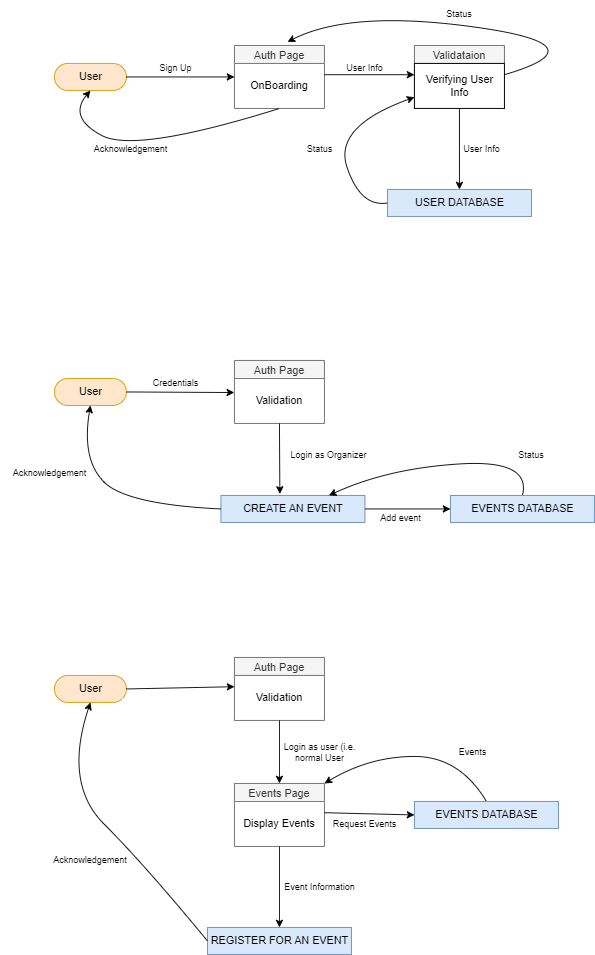 Status
Auth Page
Validataion
Sign Up
User Info
User
OnBoarding
Verifying User
Info
Acknowledgement
Status
User Info
USER DATABASE
Auth Page
Credentials
User
Validation
Login as Organizer
Acknowledgement
Status
CREATE AN EVENT
EVENTS DATABASE
Add event
Auth Page
User
Validation
Login as user (i.e.
normal User
Events
Events Page
Display Events
Request Events
EVENTS DATABASE
Acknowledgement
Event Information
REGISTER FOR AN EVENT